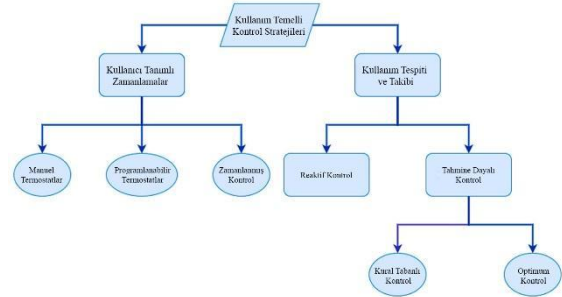 Kullanım Temelli
Kontrol Stratejileri
Kullanıcı Tanımlı
Zamanlamalar
Kullanım Tespiti
ve Takibi
Manuel
Termostatlar
Programlanabilir
Termostatlar
Zamanlanmış
Kontrol
Reaktif Kontrol
Tahmine Dayalı
Kontrol
Kural Tabanlı
Kontrol
Optimum
Kontrol